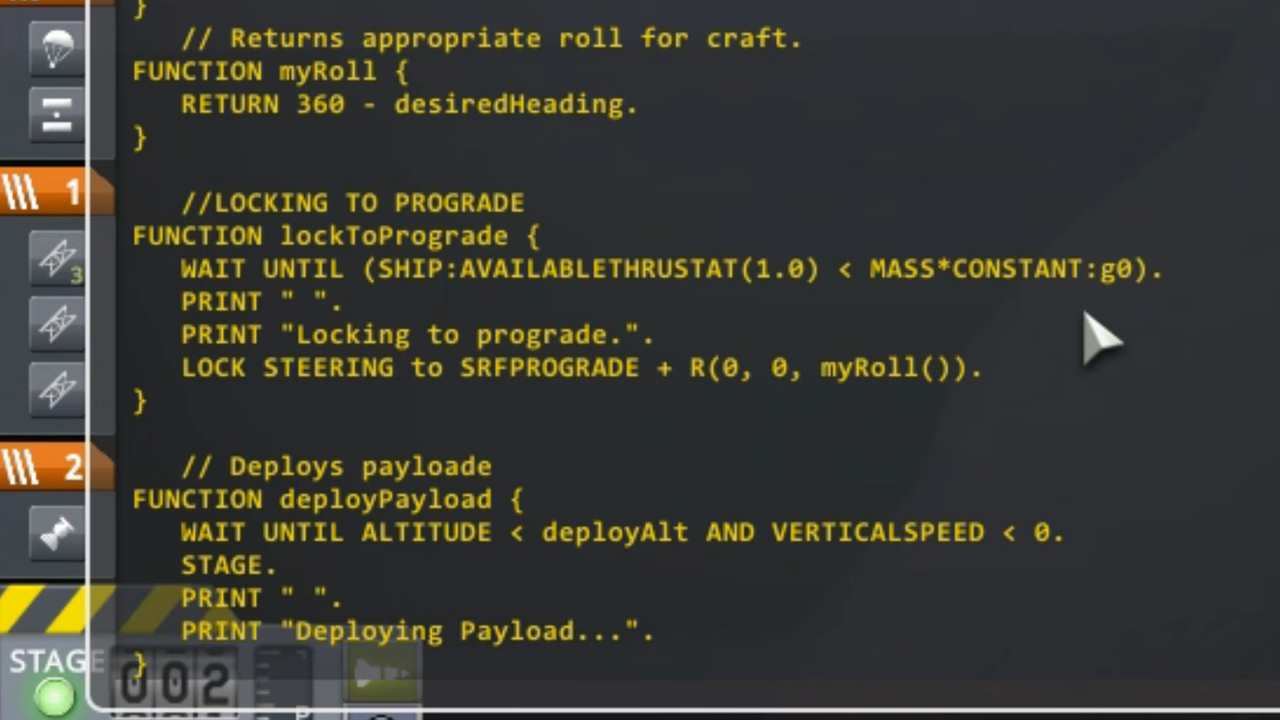 }
// Returns appropriate roll for craft.
FUNCTION myRoll {
RETURN 360 - desiredHeading.
}
1
//LOCKING TO PROGRADE
FUNCTION lockToPrograde {
WAIT UNTIL (SHIP:AVAILABLETHRUSTAT(1.0) < MASS*CONSTANT:g0).
3
PRINT " ".
PRINT "Locking to prograde.".
LOCK STEERING to SRFPROGRADE + R(0, 0, myRoll()).
}
2
// Deploys payloade
FUNCTION deployPayload {
WAIT UNTIL ALTITUDE < deployAlt AND VERTICALSPEED < 0.
STAGE.
PRINT " ".
PRINT "Deploying Payload...".
}
STAGE
002